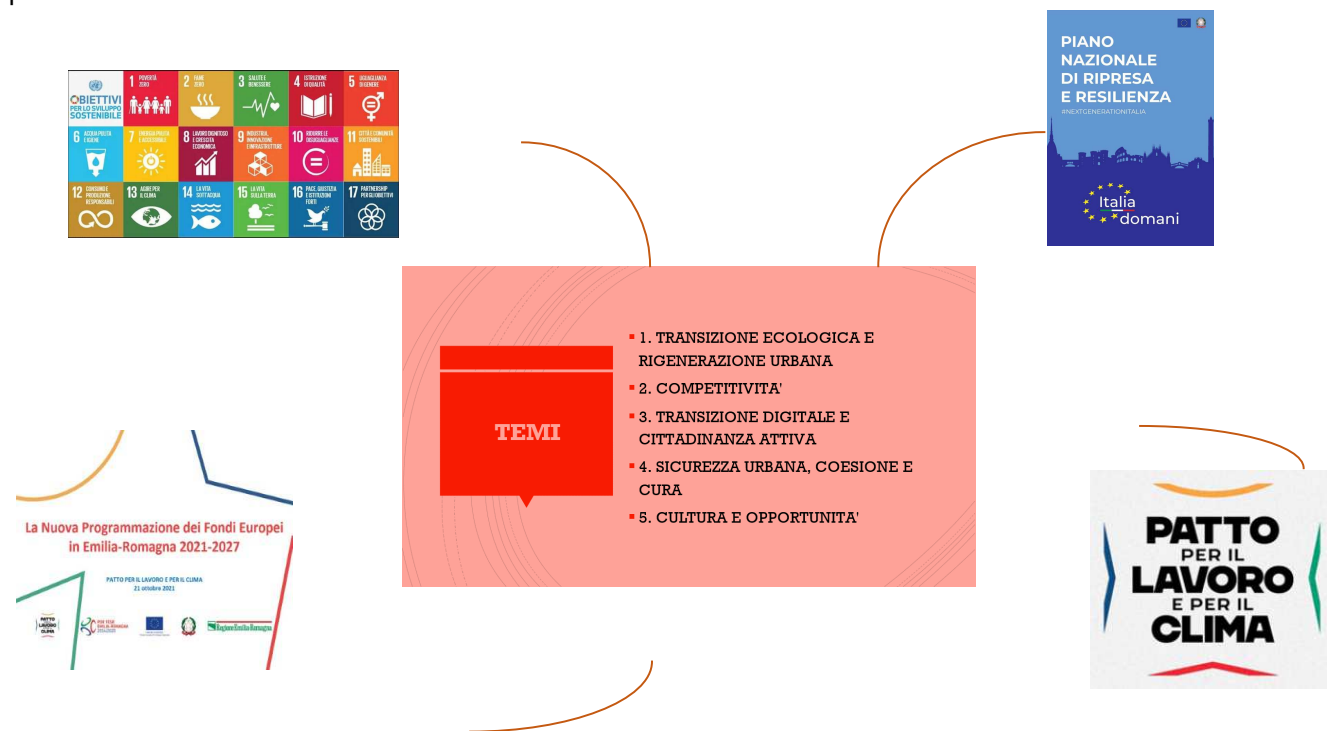 OBIETTIVI
PER LO SVILUPPO
SOSTENIBILE
1 POVERTÀ
ZERO
2 FAME
ZERO
3 SALUTE E
BENESSERE
4 ISTRUZIONE
DI QUALITÀ
5 UGUAGLIANZA
DI GENERE
6 ACQUA PULITA
E IGIENE
7 ENERGIA PULITA
E ACCESSIBILE
8 LAVORO DIGNITOSO
E CRESCITA
ECONOMICA
9 INDUSTRIA,
INNOVAZIONE
E INFRASTRUTTURE
10 RIDURRE LE
DISUGUAGLIANZE
11 CITTÀ E COMUNITÀ
SOSTENIBILI
12 CONSUMO E
PRODUZIONE
RESPONSABILI
13 AGIRE PER
IL CLIMA
14 LA VITA
SOTT'ACQUA
15 LA VITA
SULLA TERRA
16 PACE, GIUSTIZIA
E ISTITUZIONI
FORTI
17 PARTNERSHIP
PER GLI OBIETTIVI
PIANO
NAZIONALE
DI RIPRESA
E RESILIENZA
#NEXTGENERATIONITALIA
Italia
domani
TEMI
1. TRANSIZIONE ECOLOGICA E
RIGENERAZIONE URBANA
2. COMPETITIVITA'
3. TRANSIZIONE DIGITALE E
CITTADINANZA ATTIVA
4. SICUREZZA URBANA, COESIONE E
CURA
5. CULTURA E OPPORTUNITA'
La Nuova Programmazione dei Fondi Europei
in Emilia-Romagna 2021-2027
PATTO PER IL LAVORO E PER IL CLIMA
21 ottobre 2021
PATTO
LAVORO
CLIMA
Regione Emilia-Romagna
PATTO
PER IL
LAVORO
E PER IL
CLIMA